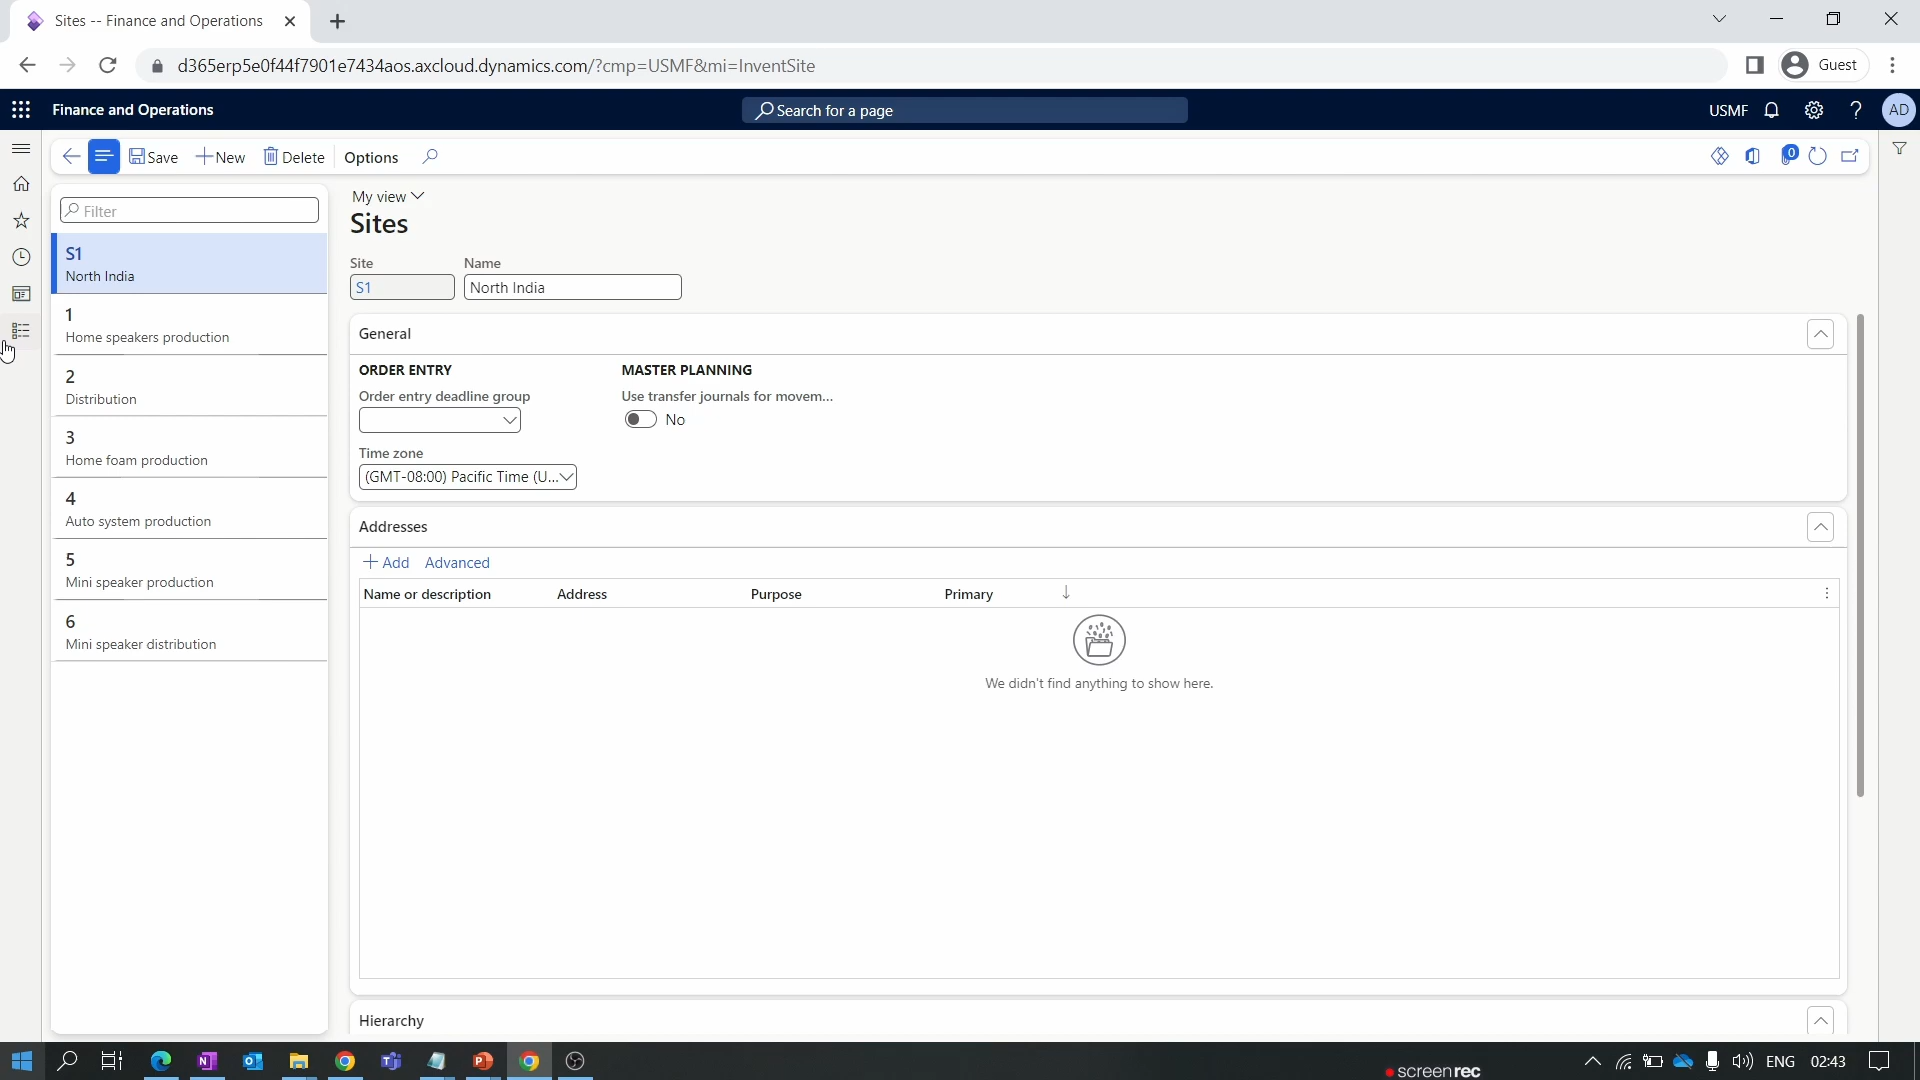 Sites -- Finance and Operations
d365erp5e0f44f7901e7434aos.axcloud.dynamics.com/?cmp=USMF&mi=InventSite
Guest
Finance and Operations
Search for a page
USMF
AD
Save
New
Delete
Options
0
Filter
S1
North India
1
Home speakers production
2
Distribution
3
Home foam production
4
Auto system production
5
Mini speaker production
6
Mini speaker distribution
My view
Sites
Site
Name
S1
North India
General
ORDER ENTRY
MASTER PLANNING
Order entry deadline group
Use transfer journals for movem...
No
Time zone
(GMT-08:00) Pacific Time (U...
Addresses
Add
Advanced
Name or description
Address
Purpose
Primary
We didn't find anything to show here.
Hierarchy
screenrec
ENG
02:43